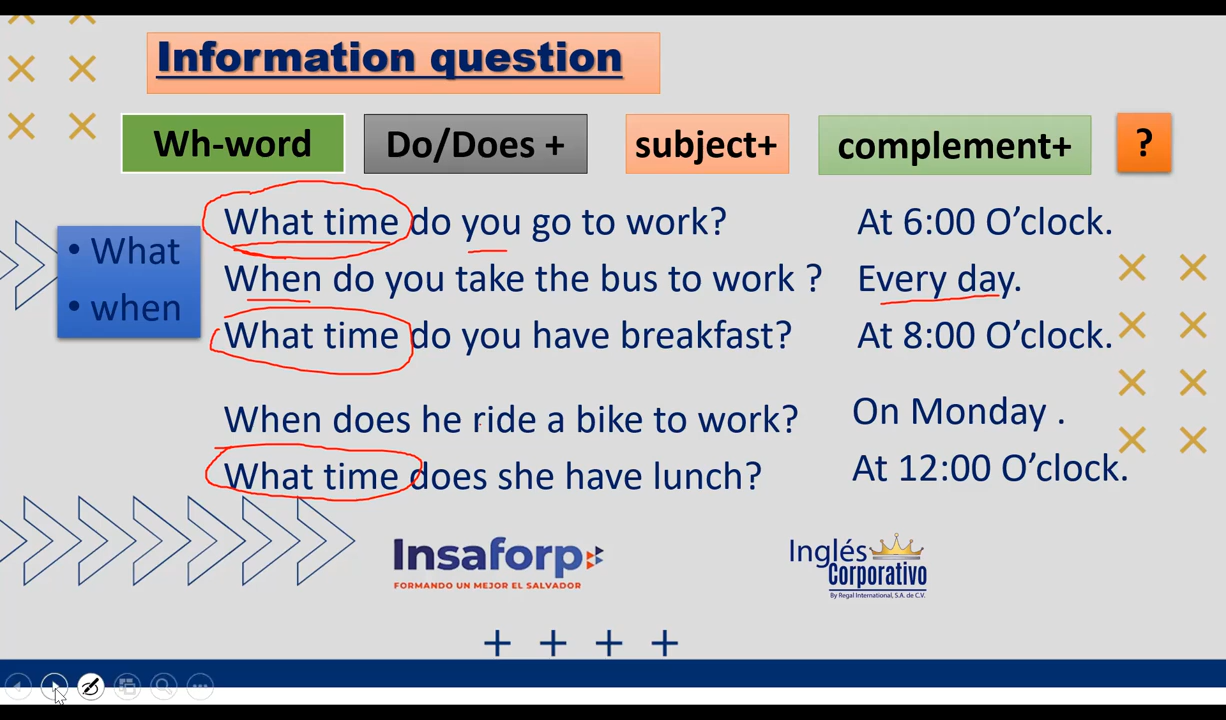 Information question
Wh-word Do/Does + subject+ complement+ ?
• What
• when
What time do you go to work? At 6:00 O’clock.
When do you take the bus to work ? Every day.
What time do you have breakfast? At 8:00 O’clock.
When does he ride a bike to work? On Monday .
What time does she have lunch? At 12:00 O’clock.
Insaforp
FORMANDO UN MEJOR EL SALVADOR
Inglés
Corporativo
By Regal International, S.A. de C.V.